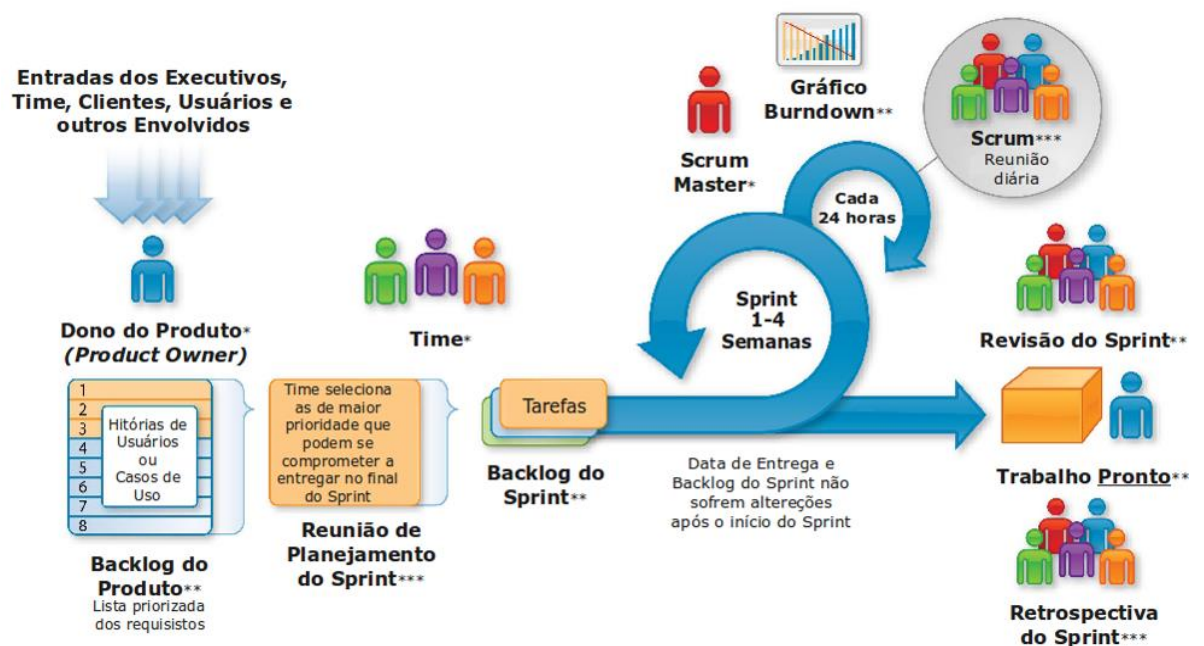 Entradas dos Executivos,
Time, Clientes, Usuários e
outros Envolvidos
Dono do Produto*
(Product Owner)
1
2
3
4
5
6
7
8
Hitórias de
Usuários
ou
Casos de
Uso
Backlog do
Produto**
Lista priorizada
dos requisistos
Time*
Time seleciona
as de maior
prioridade que
podem se
comprometer a
entregar no final
do Sprint
Reunião de
Planejamento
do Sprint***
Tarefas
Backlog do
Sprint**
Scrum
Master*
Gráfico
Burndown**
Cada
24 horas
Scrum***
Reunião
diária
Sprint
1-4
Semanas
Data de Entrega e
Backlog do Sprint não
sofrem altereções
após o início do Sprint
Revisão do Sprint**
Trabalho Pronto**
Retrospectiva
do Sprint***